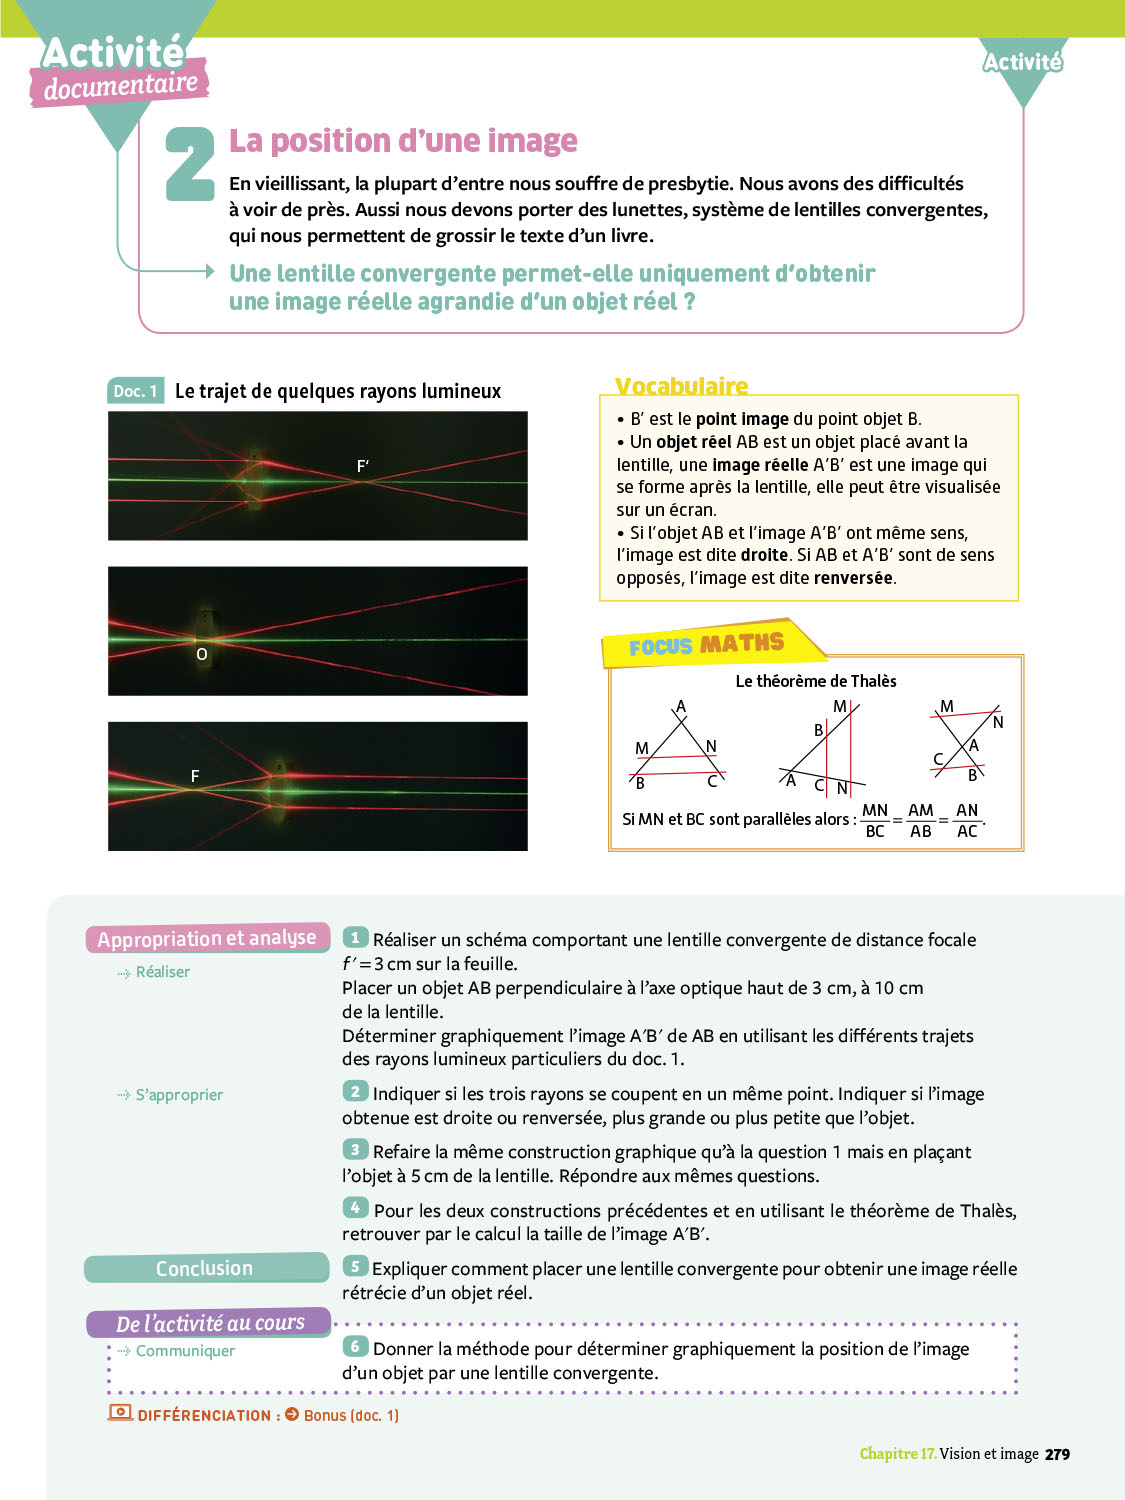 Activité
documentaire
Activité
2
La position d'une image
En vieillissant, la plupart d'entre nous souffre de presbytie. Nous avons des difficultés
à voir de près. Aussi nous devons porter des lunettes, système de lentilles convergentes,
qui nous permettent de grossir le texte d'un livre.
Une lentille convergente permet-elle uniquement d'obtenir
une image réelle agrandie d'un objet réel ?
Doc. 1 Le trajet de quelques rayons lumineux
F'
O
F
Vocabulaire
• B' est le point image du point objet B.
• Un objet réel AB est un objet placé avant la
lentille, une image réelle A'B' est une image qui
se forme après la lentille, elle peut être visualisée
sur un écran.
• Si l'objet AB et l'image A'B' ont même sens,
l'image est dite droite. Si AB et A'B' sont de sens
opposés, l'image est dite renversée.
FOCUS MATHS
Le théorème de Thalès
A
M N
B C
M
B
A C N
M
N
A
C
B
Si MN et BC sont parallèles alors : MN/BC = AM/AB = AN/AC.
Appropriation et analyse
Réaliser
1 Réaliser un schéma comportant une lentille convergente de distance focale
f' = 3 cm sur la feuille.
Placer un objet AB perpendiculaire à l'axe optique haut de 3 cm, à 10 cm
de la lentille.
Déterminer graphiquement l'image A'B' de AB en utilisant les différents trajets
des rayons lumineux particuliers du doc. 1.
S'approprier
2 Indiquer si les trois rayons se coupent en un même point. Indiquer si l'image
obtenue est droite ou renversée, plus grande ou plus petite que l'objet.
3 Refaire la même construction graphique qu'à la question 1 mais en plaçant
l'objet à 5 cm de la lentille. Répondre aux mêmes questions.
4 Pour les deux constructions précédentes et en utilisant le théorème de Thalès,
retrouver par le calcul la taille de l'image A'B'.
Conclusion
5 Expliquer comment placer une lentille convergente pour obtenir une image réelle
rétrécie d'un objet réel.
De l'activité au cours
Communiquer
6 Donner la méthode pour déterminer graphiquement la position de l'image
d'un objet par une lentille convergente.
DIFFÉRENCIATION : Bonus (doc. 1)
Chapitre 17. Vision et image 279